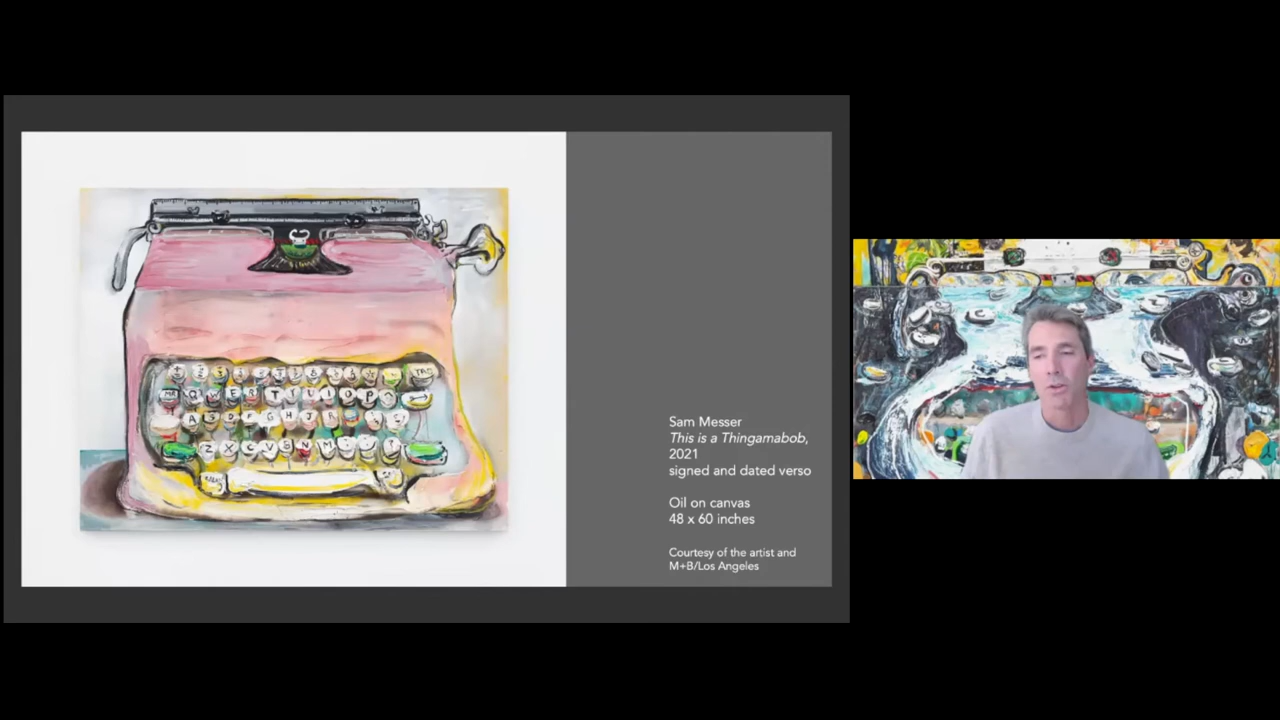 Sam Messer
This is a Thingamabob,
2021
signed and dated verso
Oil on canvas
48 x 60 inches
Courtesy of the artist and
M+B/Los Angeles